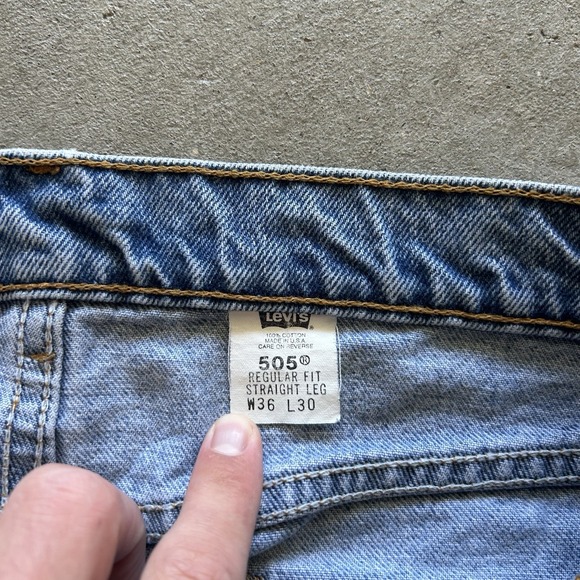 Levi's
100% COTTON
MADE IN U.S.A.
CARE ON REVERSE
505®
REGULAR FIT
STRAIGHT LEG
W36 L30